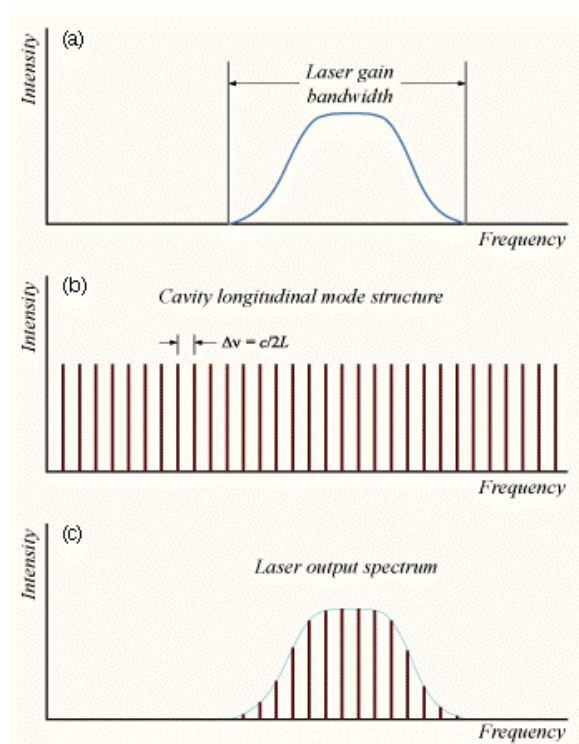 (a)
Intensity
Laser gain
bandwidth
Frequency
(b)
Intensity
Cavity longitudinal mode structure
Δν = c/2L
Frequency
(c)
Intensity
Laser output spectrum
Frequency